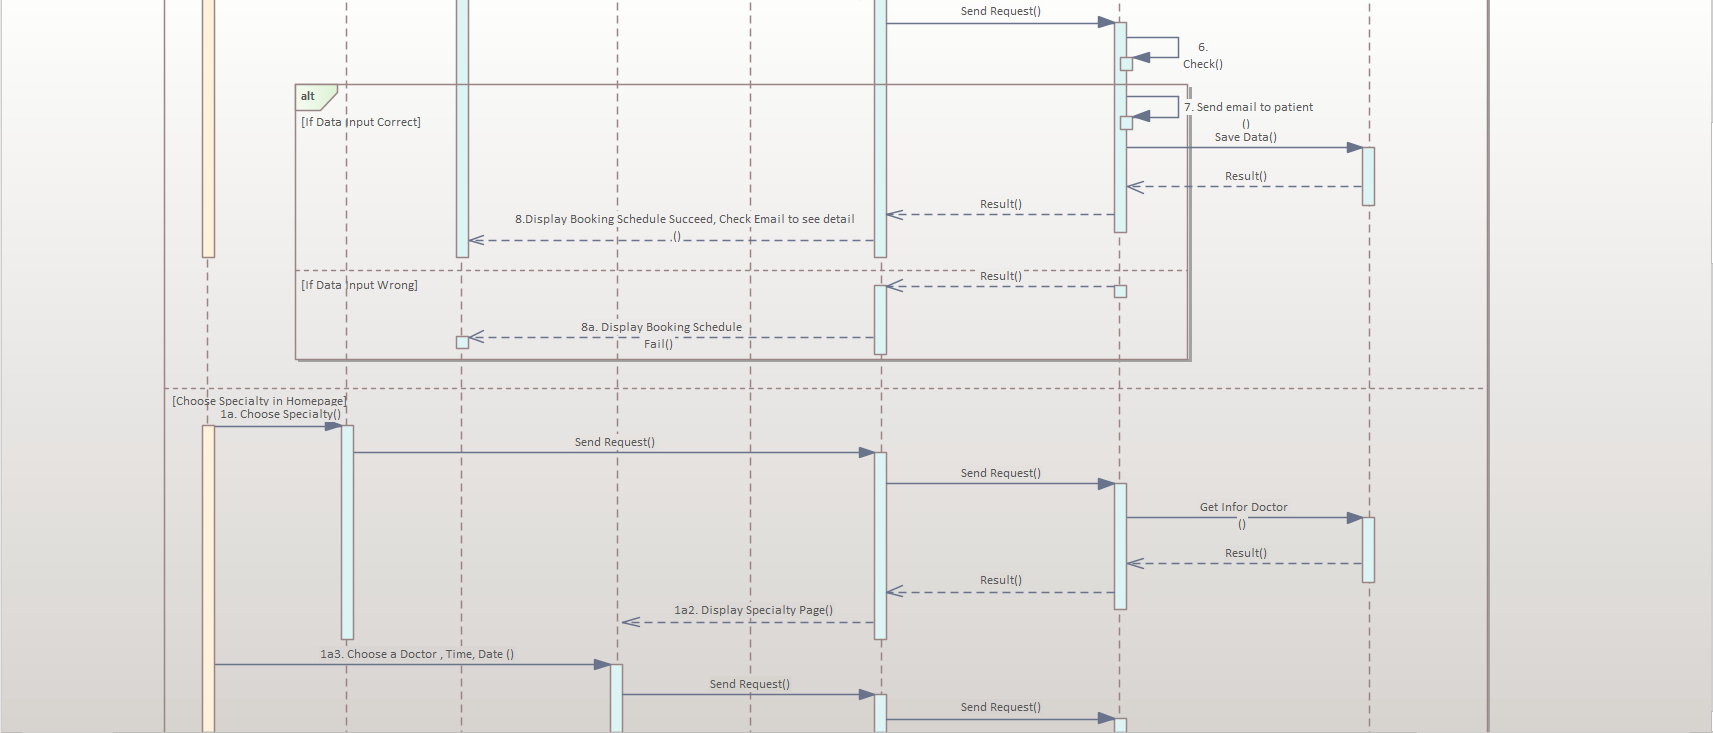 Send Request()
6.
Check()
alt
7. Send email to patient
()
[If Data Input Correct]
Save Data()
Result()
Result()
8.Display Booking Schedule Succeed, Check Email to see detail
()
Result()
[If Data Input Wrong]
8a. Display Booking Schedule
Fail()
[Choose Specialty in Homepage]
1a. Choose Specialty()
Send Request()
Send Request()
Get Infor Doctor
()
Result()
Result()
1a2. Display Specialty Page()
1a3. Choose a Doctor , Time, Date ()
Send Request()
Send Request()